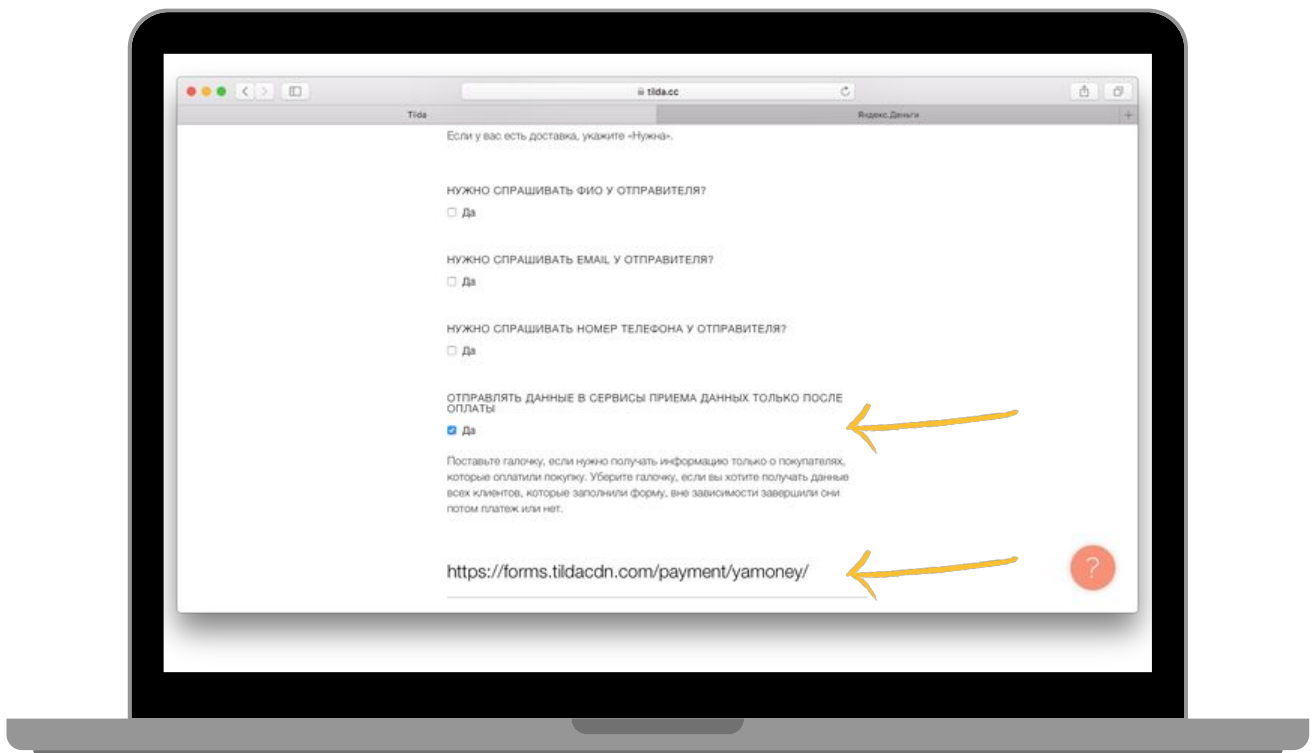 tilda.cc
Tilda
Яндекс.Деньги
Если у вас есть доставка, укажите «Нужна».
НУЖНО СПРАШИВАТЬ ФИО У ОТПРАВИТЕЛЯ?
Да
НУЖНО СПРАШИВАТЬ EMAIL У ОТПРАВИТЕЛЯ?
Да
НУЖНО СПРАШИВАТЬ НОМЕР ТЕЛЕФОНА У ОТПРАВИТЕЛЯ?
Да
ОТПРАВЛЯТЬ ДАННЫЕ В СЕРВИСЫ ПРИЕМА ДАННЫХ ТОЛЬКО ПОСЛЕ
ОПЛАТЫ
Да
Поставьте галочку, если нужно получать информацию только о покупателях,
которые оплатили покупку. Уберите галочку, если вы хотите получать данные
всех клиентов, которые заполнили форму, вне зависимости завершили они
потом платеж или нет.
https://forms.tildacdn.com/payment/yamoney/
?